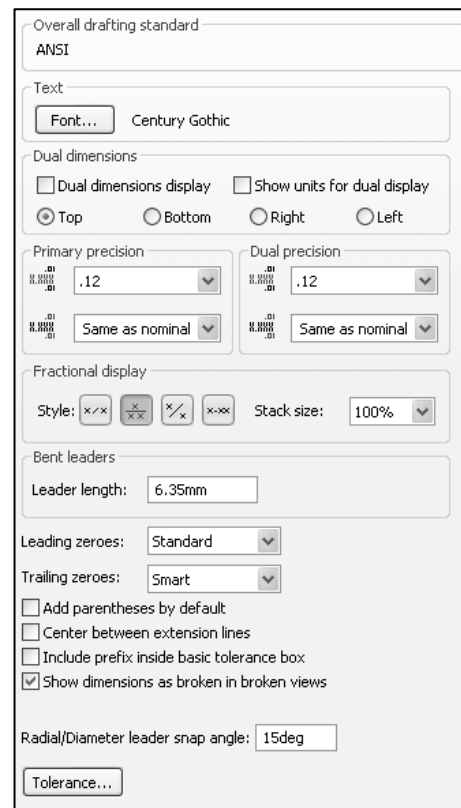 Overall drafting standard
ANSI
Text
Font... Century Gothic
Dual dimensions
Dual dimensions display Show units for dual display
Top Bottom Right Left
Primary precision Dual precision
.12 .12
Same as nominal Same as nominal
Fractional display
Style: Stack size: 100%
Bent leaders
Leader length: 6.35mm
Leading zeroes: Standard
Trailing zeroes: Smart
Add parentheses by default
Center between extension lines
Include prefix inside basic tolerance box
Show dimensions as broken in broken views
Radial/Diameter leader snap angle: 15deg
Tolerance...